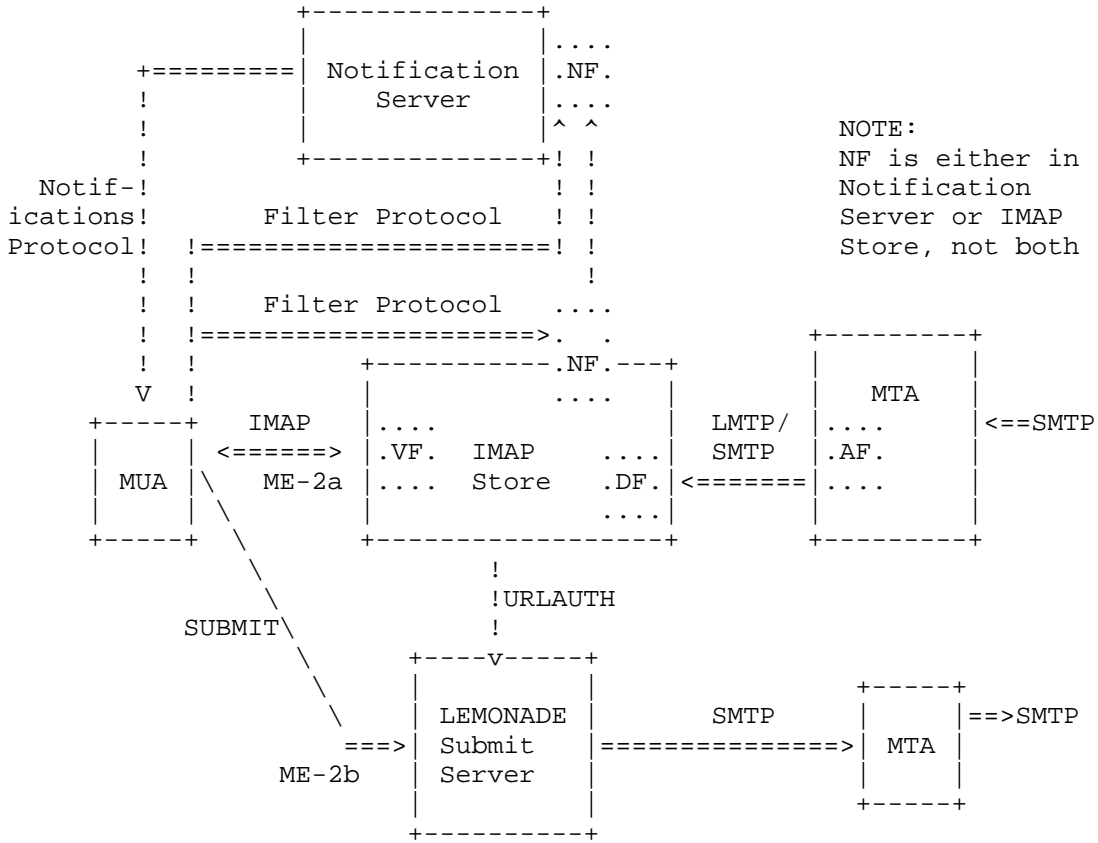 Notification .NF.
Server
NOTE:
NF is either in
Notif- Notification
ications Filter Protocol Server or IMAP
Protocol Store, not both
Filter Protocol
.NF.
V MTA
IMAP LMTP/ <==SMTP
.VF. IMAP SMTP .AF.
MUA ME-2a Store .DF.
URLAUTH
SUBMIT
v
LEMONADE SMTP ==>SMTP
Submit MTA
ME-2b Server